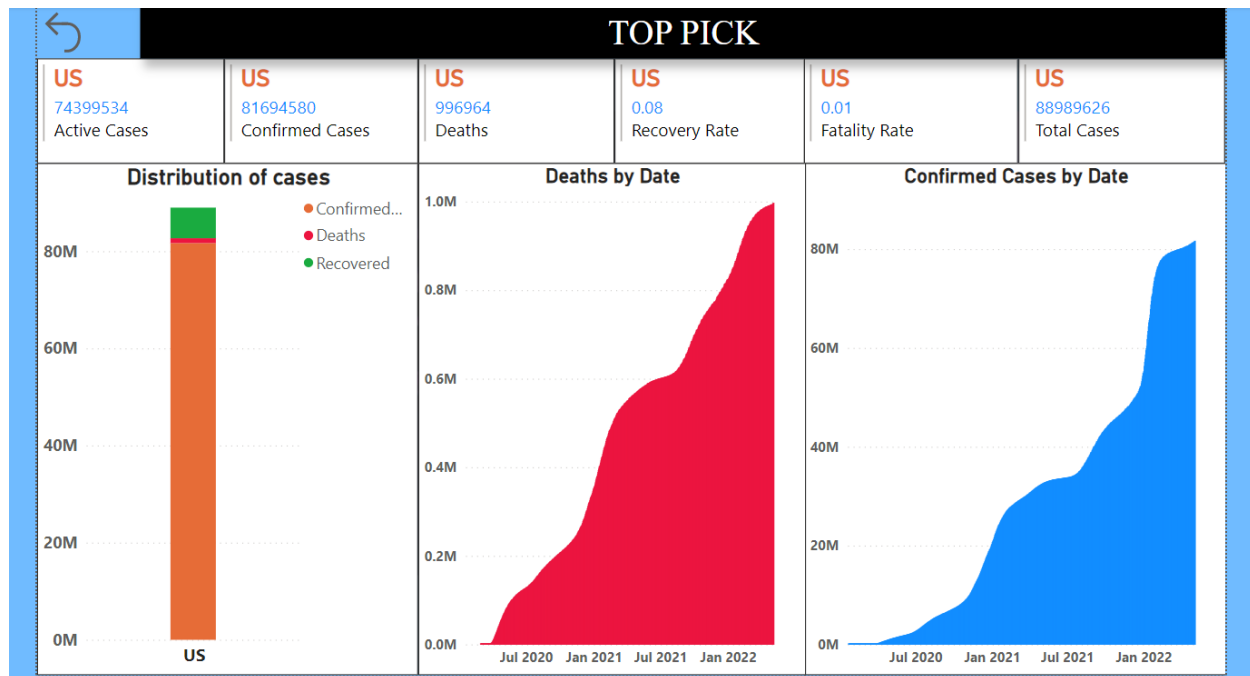 TOP PICK
US
74399534
Active Cases
US
81694580
Confirmed Cases
US
996964
Deaths
US
0.08
Recovery Rate
US
0.01
Fatality Rate
US
88989626
Total Cases
Distribution of cases
Confirmed...
Deaths
Recovered
80M
60M
40M
20M
0M
US
Deaths by Date
1.0M
0.8M
0.6M
0.4M
0.2M
0.0M
Jul 2020 Jan 2021 Jul 2021 Jan 2022
Confirmed Cases by Date
80M
60M
40M
20M
0M
Jul 2020 Jan 2021 Jul 2021 Jan 2022